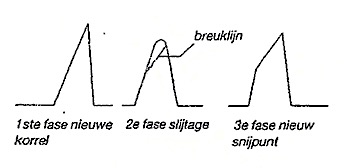 breuklijn
1ste fase nieuwe
korrel
2e fase slijtage
3e fase nieuw
snijpunt